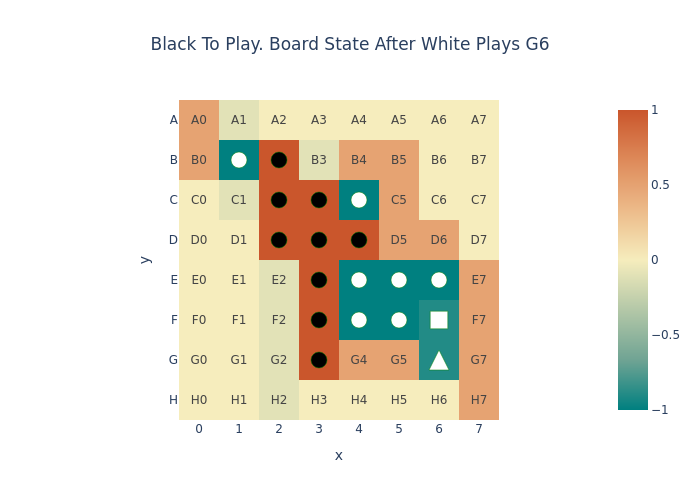 Black To Play. Board State After White Plays G6
A A0 A1 A2 A3 A4 A5 A6 A7 1
B B0 B3 B4 B5 B6 B7
C C0 C1 C5 C6 C7 0.5
D D0 D1 D5 D6 D7
y
E E0 E1 E2 E7 0
F F0 F1 F2 F7 −0.5
G G0 G1 G2 G4 G5 G7
H H0 H1 H2 H3 H4 H5 H6 H7 −1
0 1 2 3 4 5 6 7
x